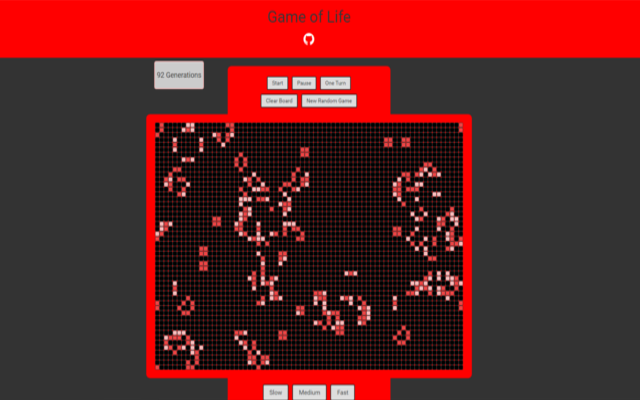 Game of Life
92 Generations
Start Pause One Turn
Clear Board New Random Game
Slow Medium Fast